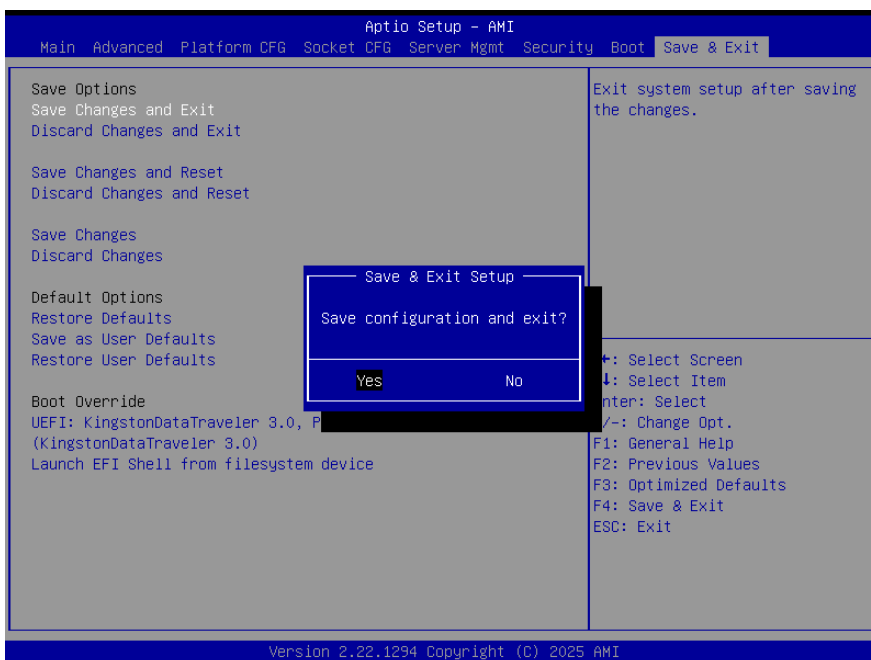 Aptio Setup – AMI
Main Advanced Platform CFG Socket CFG Server Mgmt Security Boot Save & Exit
Save Options
Save Changes and Exit
Discard Changes and Exit
Save Changes and Reset
Discard Changes and Reset
Save Changes
Discard Changes
Default Options
Restore Defaults
Save as User Defaults
Restore User Defaults
Boot Override
UEFI: KingstonDataTraveler 3.0, P
(KingstonDataTraveler 3.0)
Launch EFI Shell from filesystem device
Save & Exit Setup
Save configuration and exit?
Yes No
Exit system setup after saving
the changes.
←: Select Screen
↓: Select Item
nter: Select
/-: Change Opt.
F1: General Help
F2: Previous Values
F3: Optimized Defaults
F4: Save & Exit
ESC: Exit
Version 2.22.1294 Copyright (C) 2025 AMI